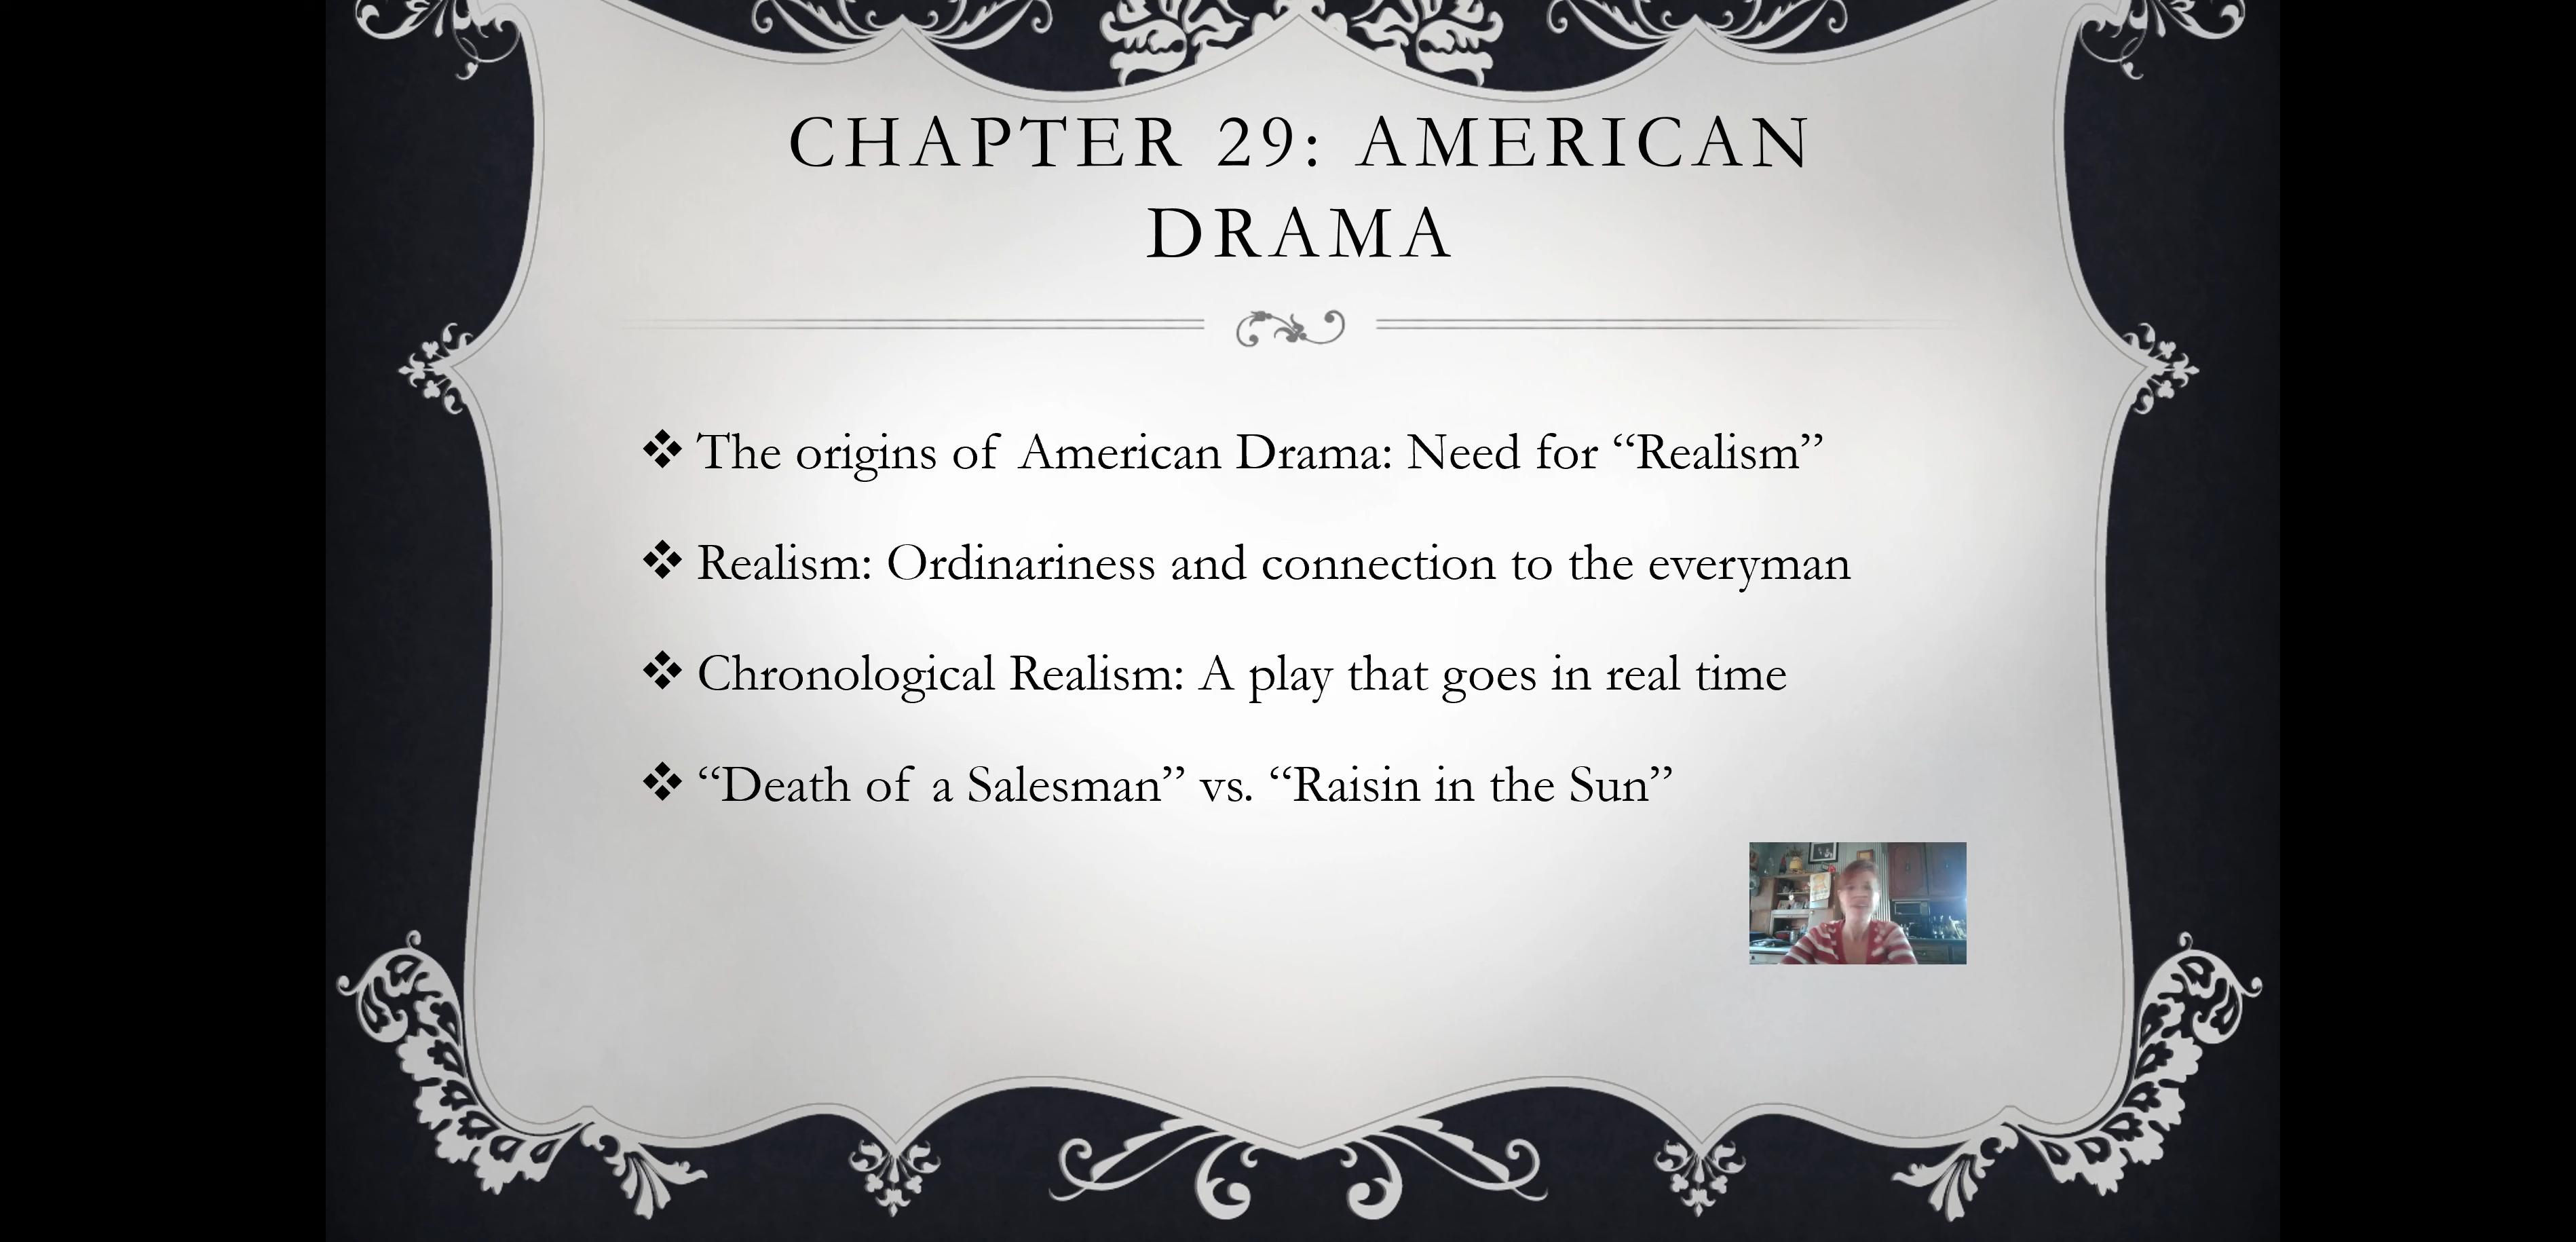 CHAPTER 29: AMERICAN
DRAMA
❖ The origins of American Drama: Need for “Realism”
❖ Realism: Ordinariness and connection to the everyman
❖ Chronological Realism: A play that goes in real time
❖ “Death of a Salesman” vs. “Raisin in the Sun”